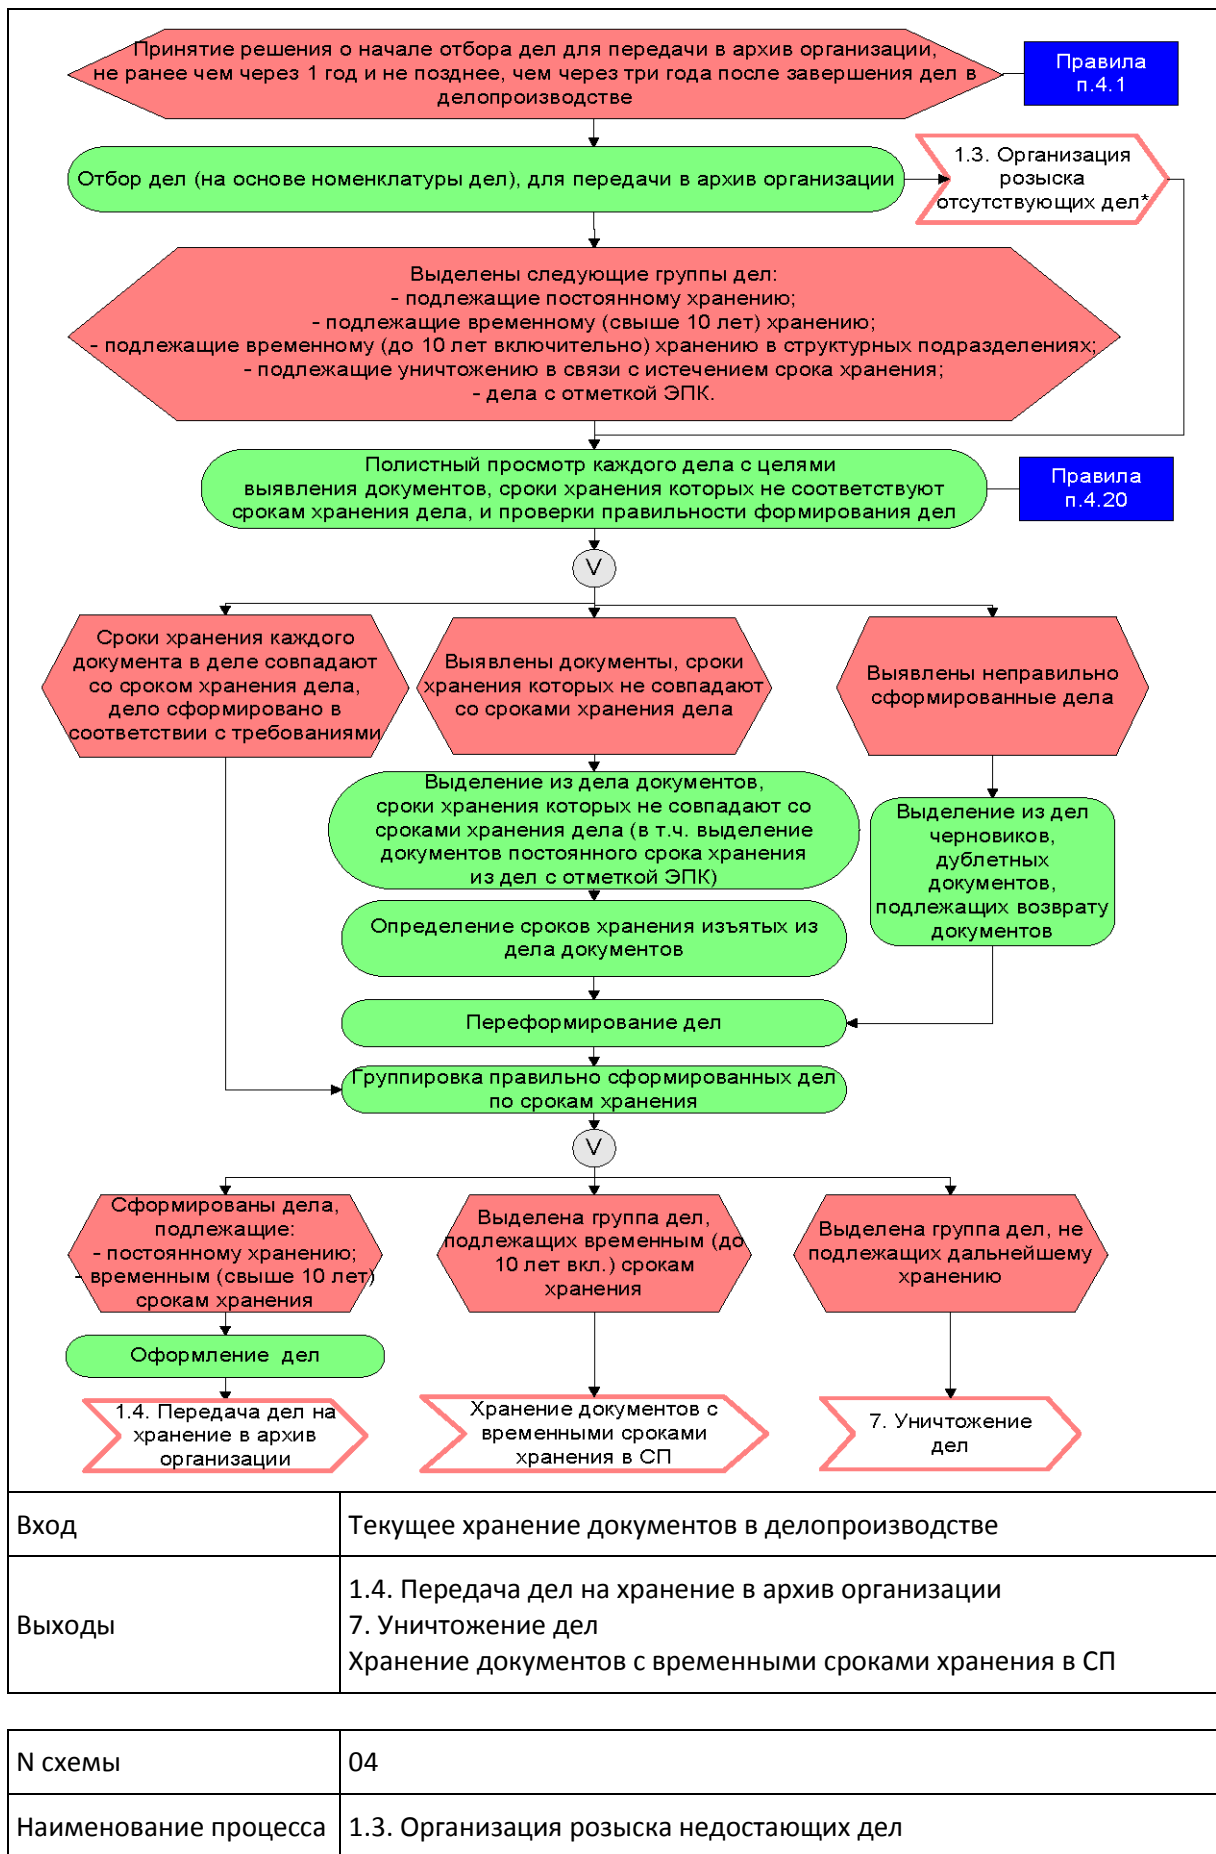 Принятие решения о начале отбора дел для передачи в архив организации,
не ранее чем через 1 год и не позднее, чем через три года после завершения дел в
делопроизводстве
Правила
п.4.1
Отбор дел (на основе номенклатуры дел), для передачи в архив организации
1.3. Организация
розыска
отсутствующих дел*
Выделены следующие группы дел:
- подлежащие постоянному хранению;
- подлежащие временному (свыше 10 лет) хранению;
- подлежащие временному (до 10 лет включительно) хранению в структурных подразделениях;
- подлежащие уничтожению в связи с истечением срока хранения;
- дела с отметкой ЭПК.
Полистный просмотр каждого дела с целями
выявления документов, сроки хранения которых не соответствуют
срокам хранения дела, и проверки правильности формирования дел
Правила
п.4.20
V
Сроки хранения каждого
документа в деле совпадают
со сроком хранения дела,
дело сформировано в
соответствии с требованиями
Выявлены документы, сроки
хранения которых не совпадают
со сроками хранения дела
Выявлены неправильно
сформированные дела
Выделение из дела документов,
сроки хранения которых не совпадают со
сроками хранения дела (в т.ч. выделение
документов постоянного срока хранения
из дел с отметкой ЭПК)
Выделение из дел
черновиков,
дублетных
документов,
подлежащих возврату
документов
Определение сроков хранения изъятых из
дела документов
Переформирование дел
Группировка правильно сформированных дел
по срокам хранения
V
Сформированы дела,
подлежащие:
- постоянному хранению;
- временным (свыше 10 лет)
срокам хранения
Выделена группа дел,
подлежащих временным (до
10 лет вкл.) срокам
хранения
Выделена группа дел, не
подлежащих дальнейшему
хранению
Оформление дел
1.4. Передача дел на
хранение в архив
организации
Хранение документов с
временными сроками
хранения в СП
7. Уничтожение
дел
Вход
Текущее хранение документов в делопроизводстве
Выходы
1.4. Передача дел на хранение в архив организации
7. Уничтожение дел
Хранение документов с временными сроками хранения в СП
N схемы
04
Наименование процесса
1.3. Организация розыска недостающих дел